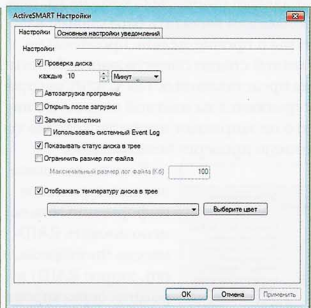 ActiveSMART Настройки
Настройки Основные настройки уведомлений
Настройки
Проверка диска
каждые 10 Минут
Автозагрузка программы
Открыть после загрузки
Запись статистики
Использовать системный Event Log
Показывать статус диска в трее
Ограничить размер лог файла
Максимальный размер лог файла (Кб) 100
Отображать температуру диска в трее
Выберите цвет
OK Отмена Применить